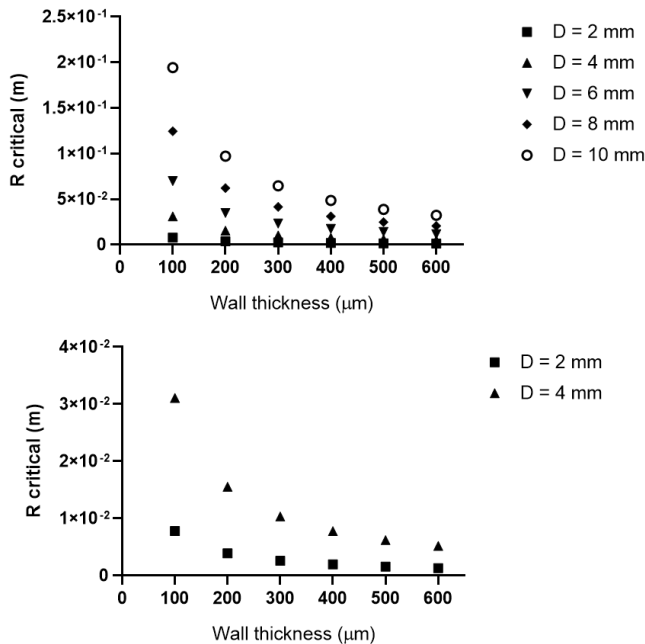 R critical (m)
2.5×10⁻¹
2×10⁻¹
1.5×10⁻¹
1×10⁻¹
5×10⁻²
0
0 100 200 300 400 500 600
Wall thickness (μm)
D = 2 mm
D = 4 mm
D = 6 mm
D = 8 mm
D = 10 mm
R critical (m)
4×10⁻²
3×10⁻²
2×10⁻²
1×10⁻²
0
0 100 200 300 400 500 600
Wall thickness (μm)
D = 2 mm
D = 4 mm